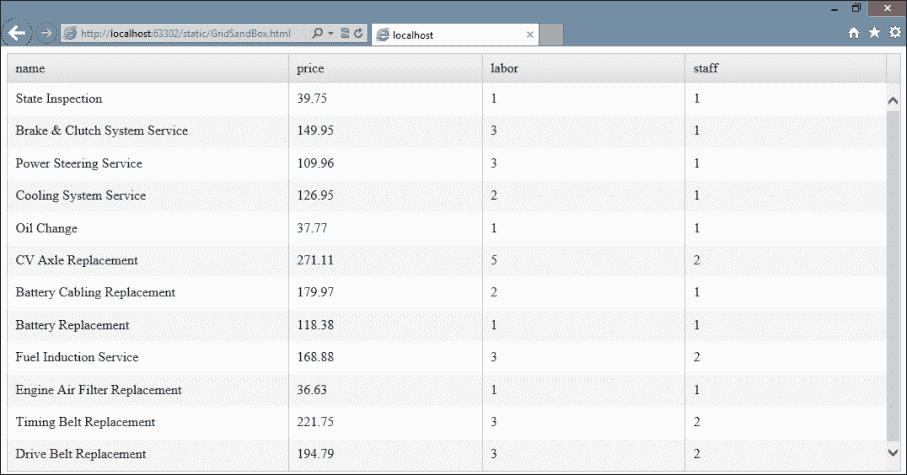 http://localhost:63302/static/GridSandBox.html
localhost
name price labor staff
State Inspection 39.75 1 1
Brake & Clutch System Service 149.95 3 1
Power Steering Service 109.96 3 1
Cooling System Service 126.95 2 1
Oil Change 37.77 1 1
CV Axle Replacement 271.11 5 2
Battery Cabling Replacement 179.97 2 1
Battery Replacement 118.38 1 1
Fuel Induction Service 168.88 3 2
Engine Air Filter Replacement 36.63 1 1
Timing Belt Replacement 221.75 3 2
Drive Belt Replacement 194.79 3 2